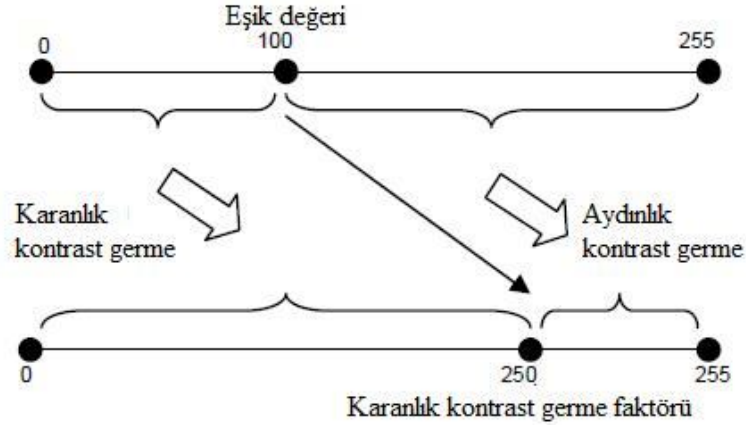 Eşik değeri
0
100
255
Karanlık
kontrast germe
Aydınlık
kontrast germe
0
250
255
Karanlık kontrast germe faktörü